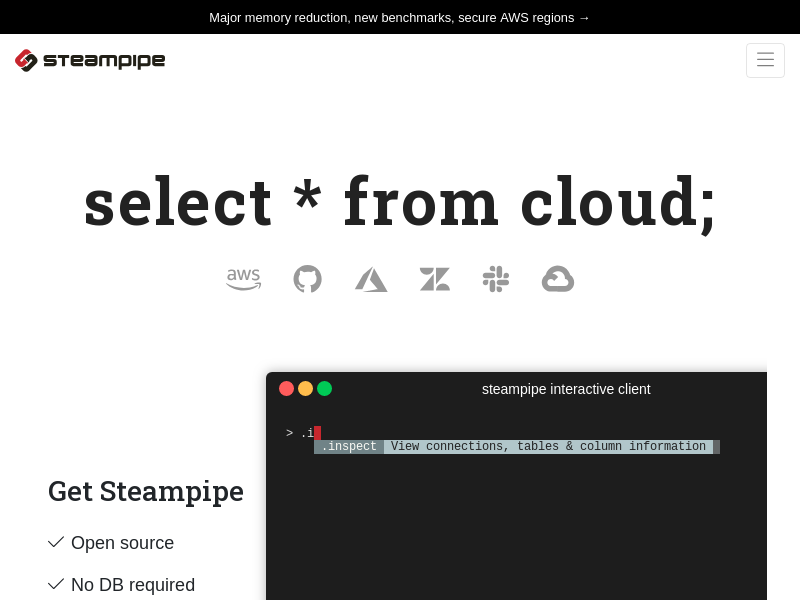 Major memory reduction, new benchmarks, secure AWS regions →
steampipe
select * from cloud;
aws
steampipe interactive client
> .i
.inspect View connections, tables & column information
Get Steampipe
Open source
No DB required